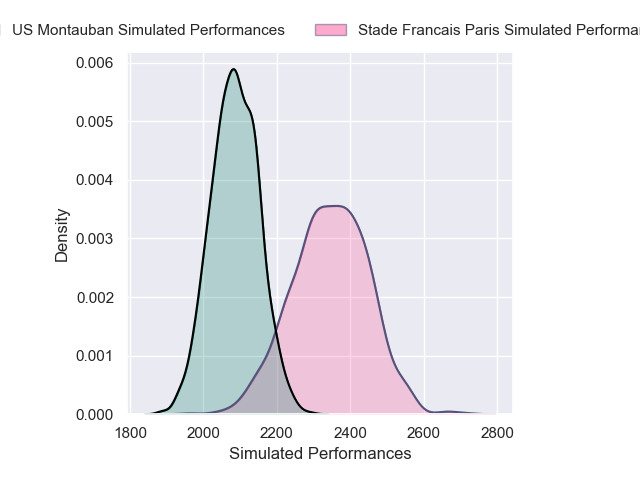 US Montauban Simulated Performances
Stade Francais Paris Simulated
0.006
0.005
0.004
0.003
0.002
0.001
0.000
Density
1800 2000 2200 2400 2600 2800
Simulated Performances